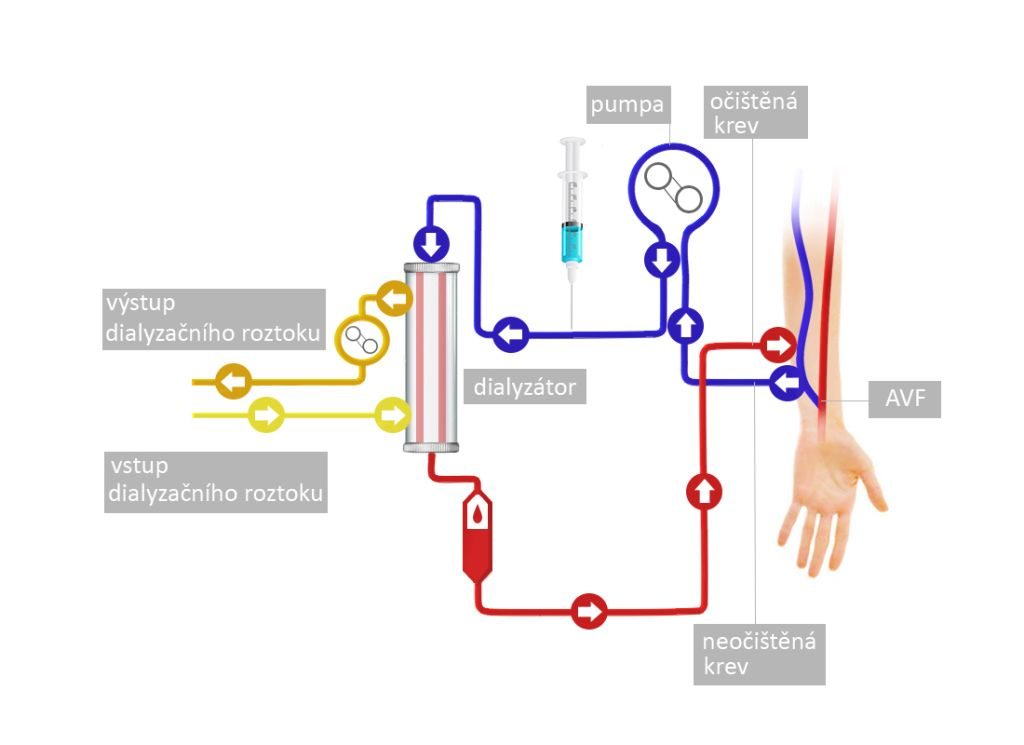 pumpa
očištěná
krev
výstup
dialyzačního roztoku
dialyzátor
AVF
vstup
dialyzačního roztoku
neočištěná
krev